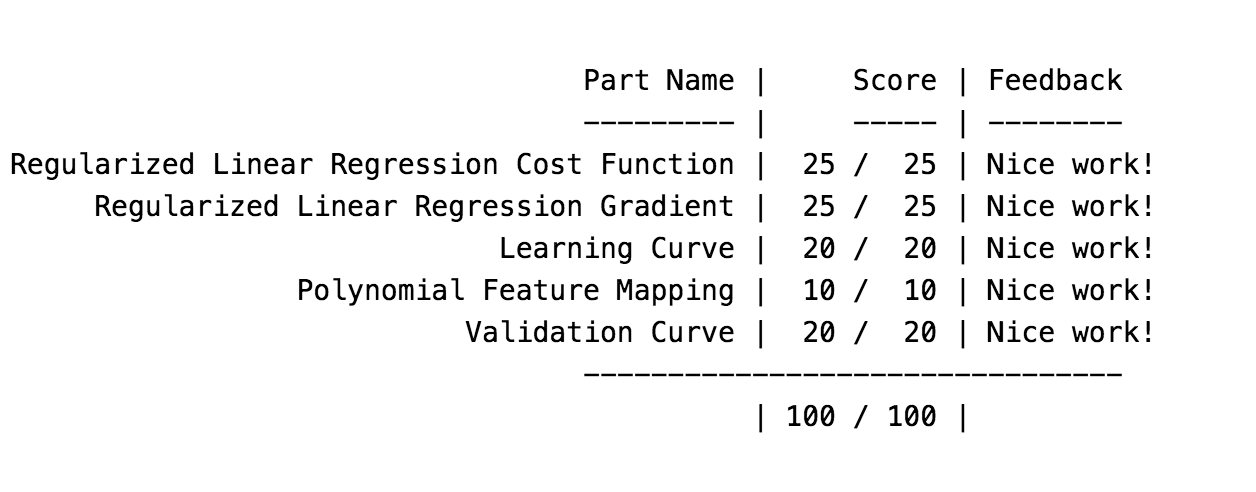 Part Name |     Score | Feedback
--------- |     ----- | --------
Regularized Linear Regression Cost Function |  25 /  25 | Nice work!
Regularized Linear Regression Gradient |  25 /  25 | Nice work!
Learning Curve |  20 /  20 | Nice work!
Polynomial Feature Mapping |  10 /  10 | Nice work!
Validation Curve |  20 /  20 | Nice work!
--------------------------------
| 100 / 100 |